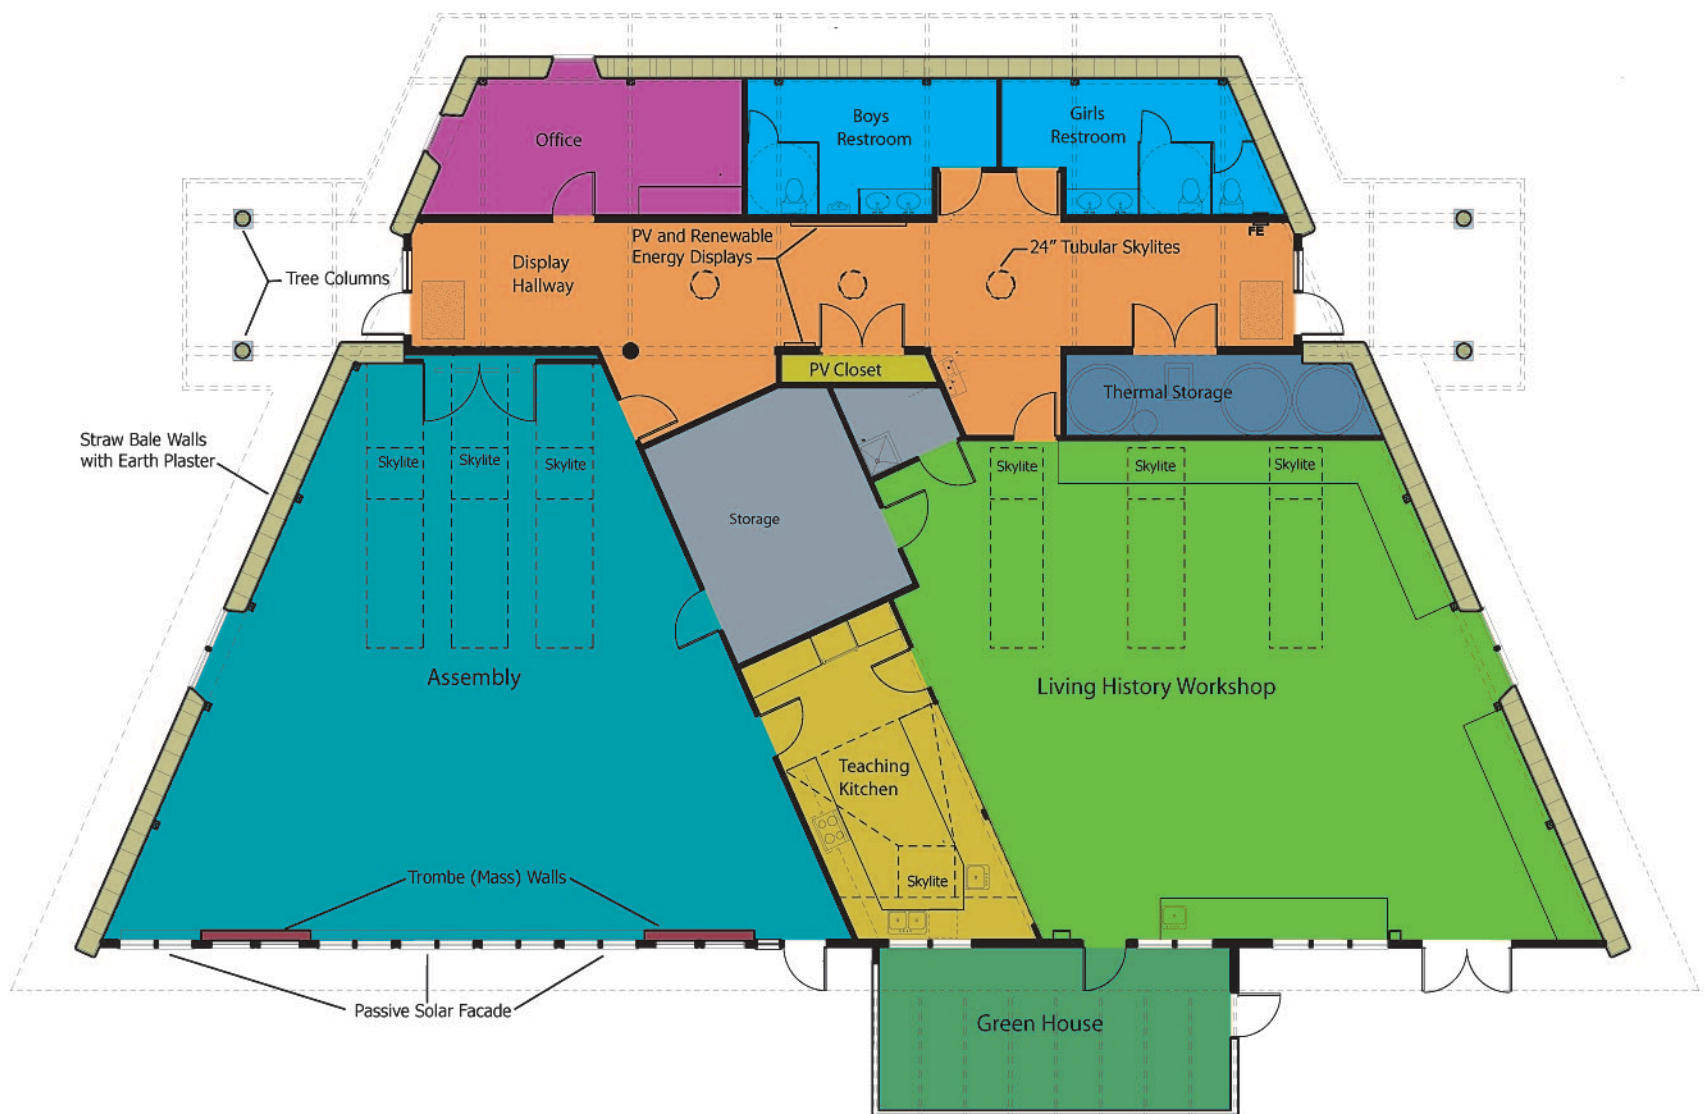 Office
Boys
Restroom
Girls
Restroom
PV and Renewable
Energy Displays
24" Tubular Skylites
FE
Display
Hallway
Tree Columns
PV Closet
Thermal Storage
Straw Bale Walls
with Earth Plaster
Skylite
Skylite
Skylite
Skylite
Skylite
Skylite
Storage
Assembly
Living History Workshop
Teaching
Kitchen
Trombe (Mass) Walls
Skylite
Passive Solar Facade
Green House